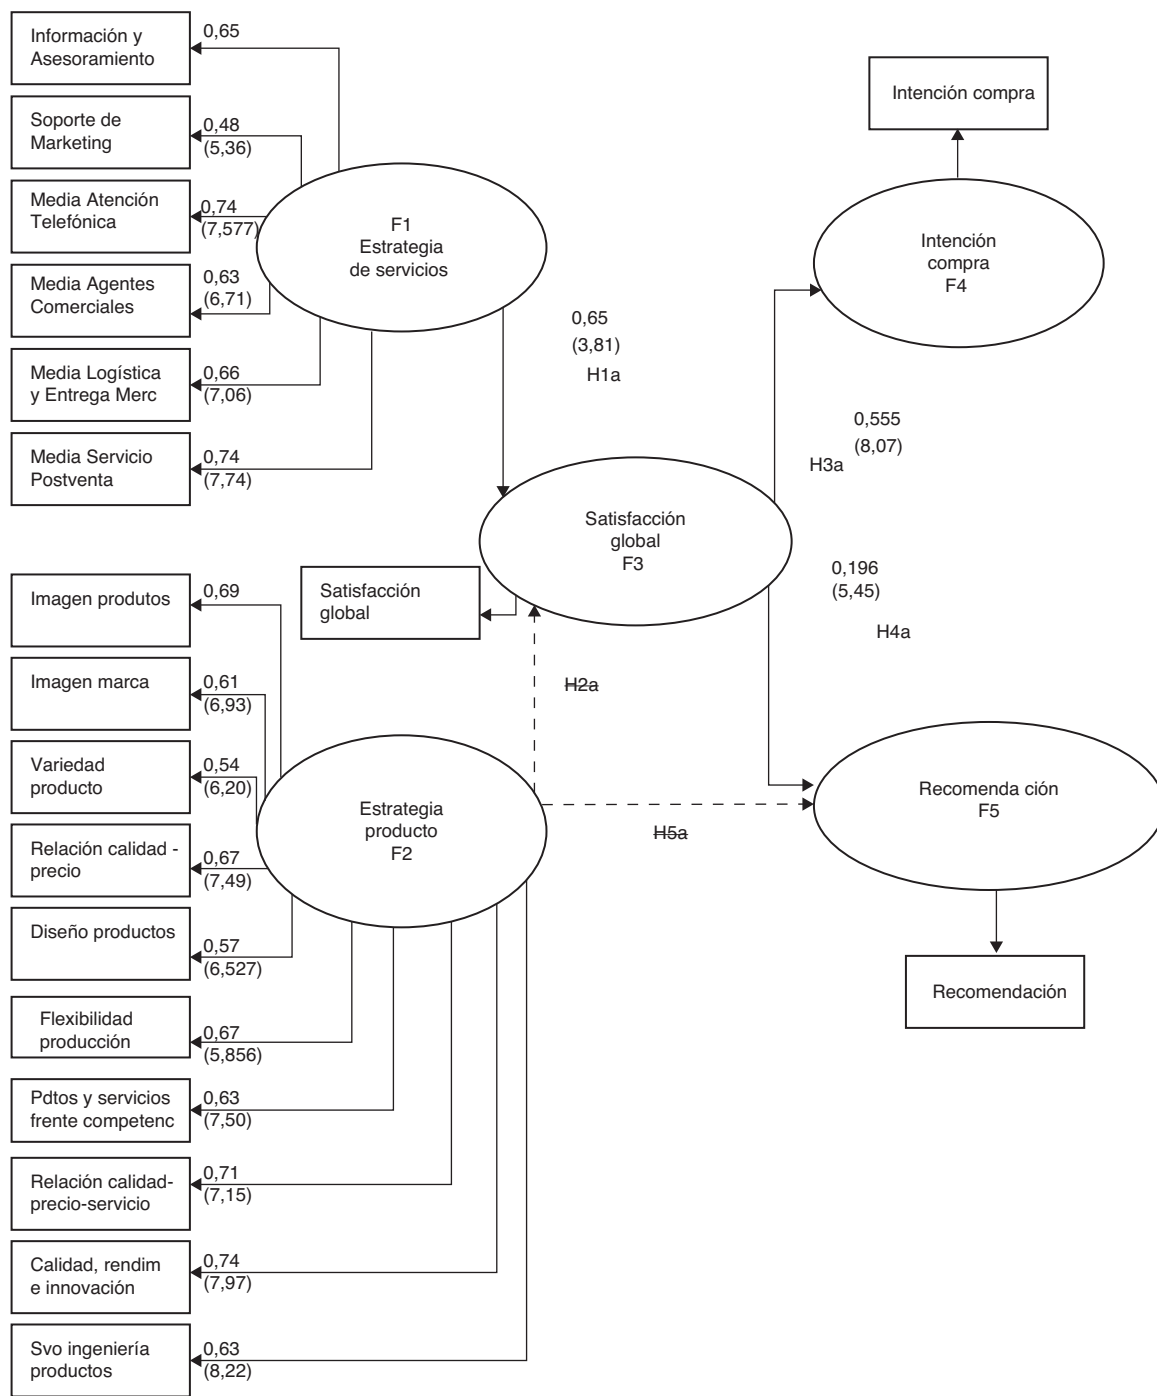 Información y
Asesoramiento
0,65
Soporte de
Marketing
0,48
(5,36)
Media Atención
Telefónica
0,74
(7,577)
Media Agentes
Comerciales
0,63
(6,71)
Media Logística
y Entrega Merc
0,66
(7,06)
Media Servicio
Postventa
0,74
(7,74)
F1
Estrategia
de servicios
0,65
(3,81)
H1a
Intención compra
Intención
compra
F4
0,555
(8,07)
H3a
Satisfacción
global
F3
Satisfacción
global
0,196
(5,45)
H4a
H2a
H5a
Recomenda ción
F5
Recomendación
Imagen produtos
0,69
Imagen marca
0,61
(6,93)
Variedad
producto
0,54
(6,20)
Relación calidad -
precio
0,67
(7,49)
Diseño productos
0,57
(6,527)
Estrategia
producto
F2
Flexibilidad
producción
0,67
(5,856)
Pdtos y servicios
frente competenc
0,63
(7,50)
Relación calidad-
precio-servicio
0,71
(7,15)
Calidad, rendim
e innovación
0,74
(7,97)
Svo ingeniería
productos
0,63
(8,22)